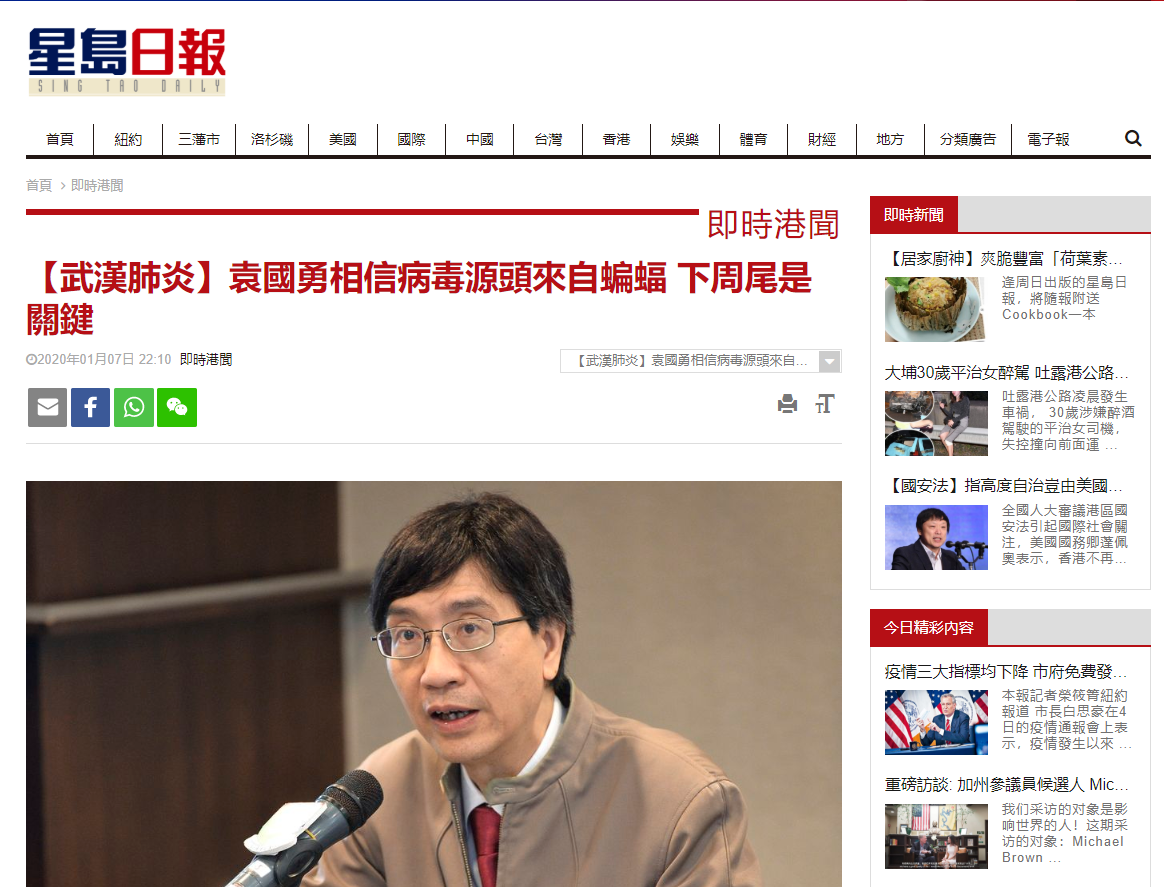 星島日報
SING TAO DAILY
首頁 紐約 三藩市 洛杉磯 美國 國際 中國 台灣 香港 娛樂 體育 財經 地方 分類廣告 電子報
首頁 > 即時港聞
即時港聞
【武漢肺炎】袁國勇相信病毒源頭來自蝙蝠 下周尾是
關鍵
2020年01月07日 22:10 即時港聞
【武漢肺炎】袁國勇相信病毒源頭來自...
即時新聞
【居家廚神】爽脆豐富「荷葉素...
逢周日出版的星島日
報，將隨報附送
Cookbook一本
大埔30歲平治女醉駕 吐露港公路...
吐露港公路凌晨發生
車禍， 30歲涉嫌醉酒
駕駛的平治女司機，
失控撞向前面運 ...
【國安法】指高度自治豈由美國...
全國人大審議港區國
安法引起國際社會關
注，美國國務卿蓬佩
奧表示，香港不再...
今日精彩內容
疫情三大指標均下降 市府免費發...
本報記者榮筱箐紐約
報道 市長白思豪在4
日的疫情通報會上表
示，疫情發生以來 ...
重磅訪談: 加州參議員候選人 Mic...
我们采访的对象是影
响世界的人！这期采
访的对象：Michael
Brown ...